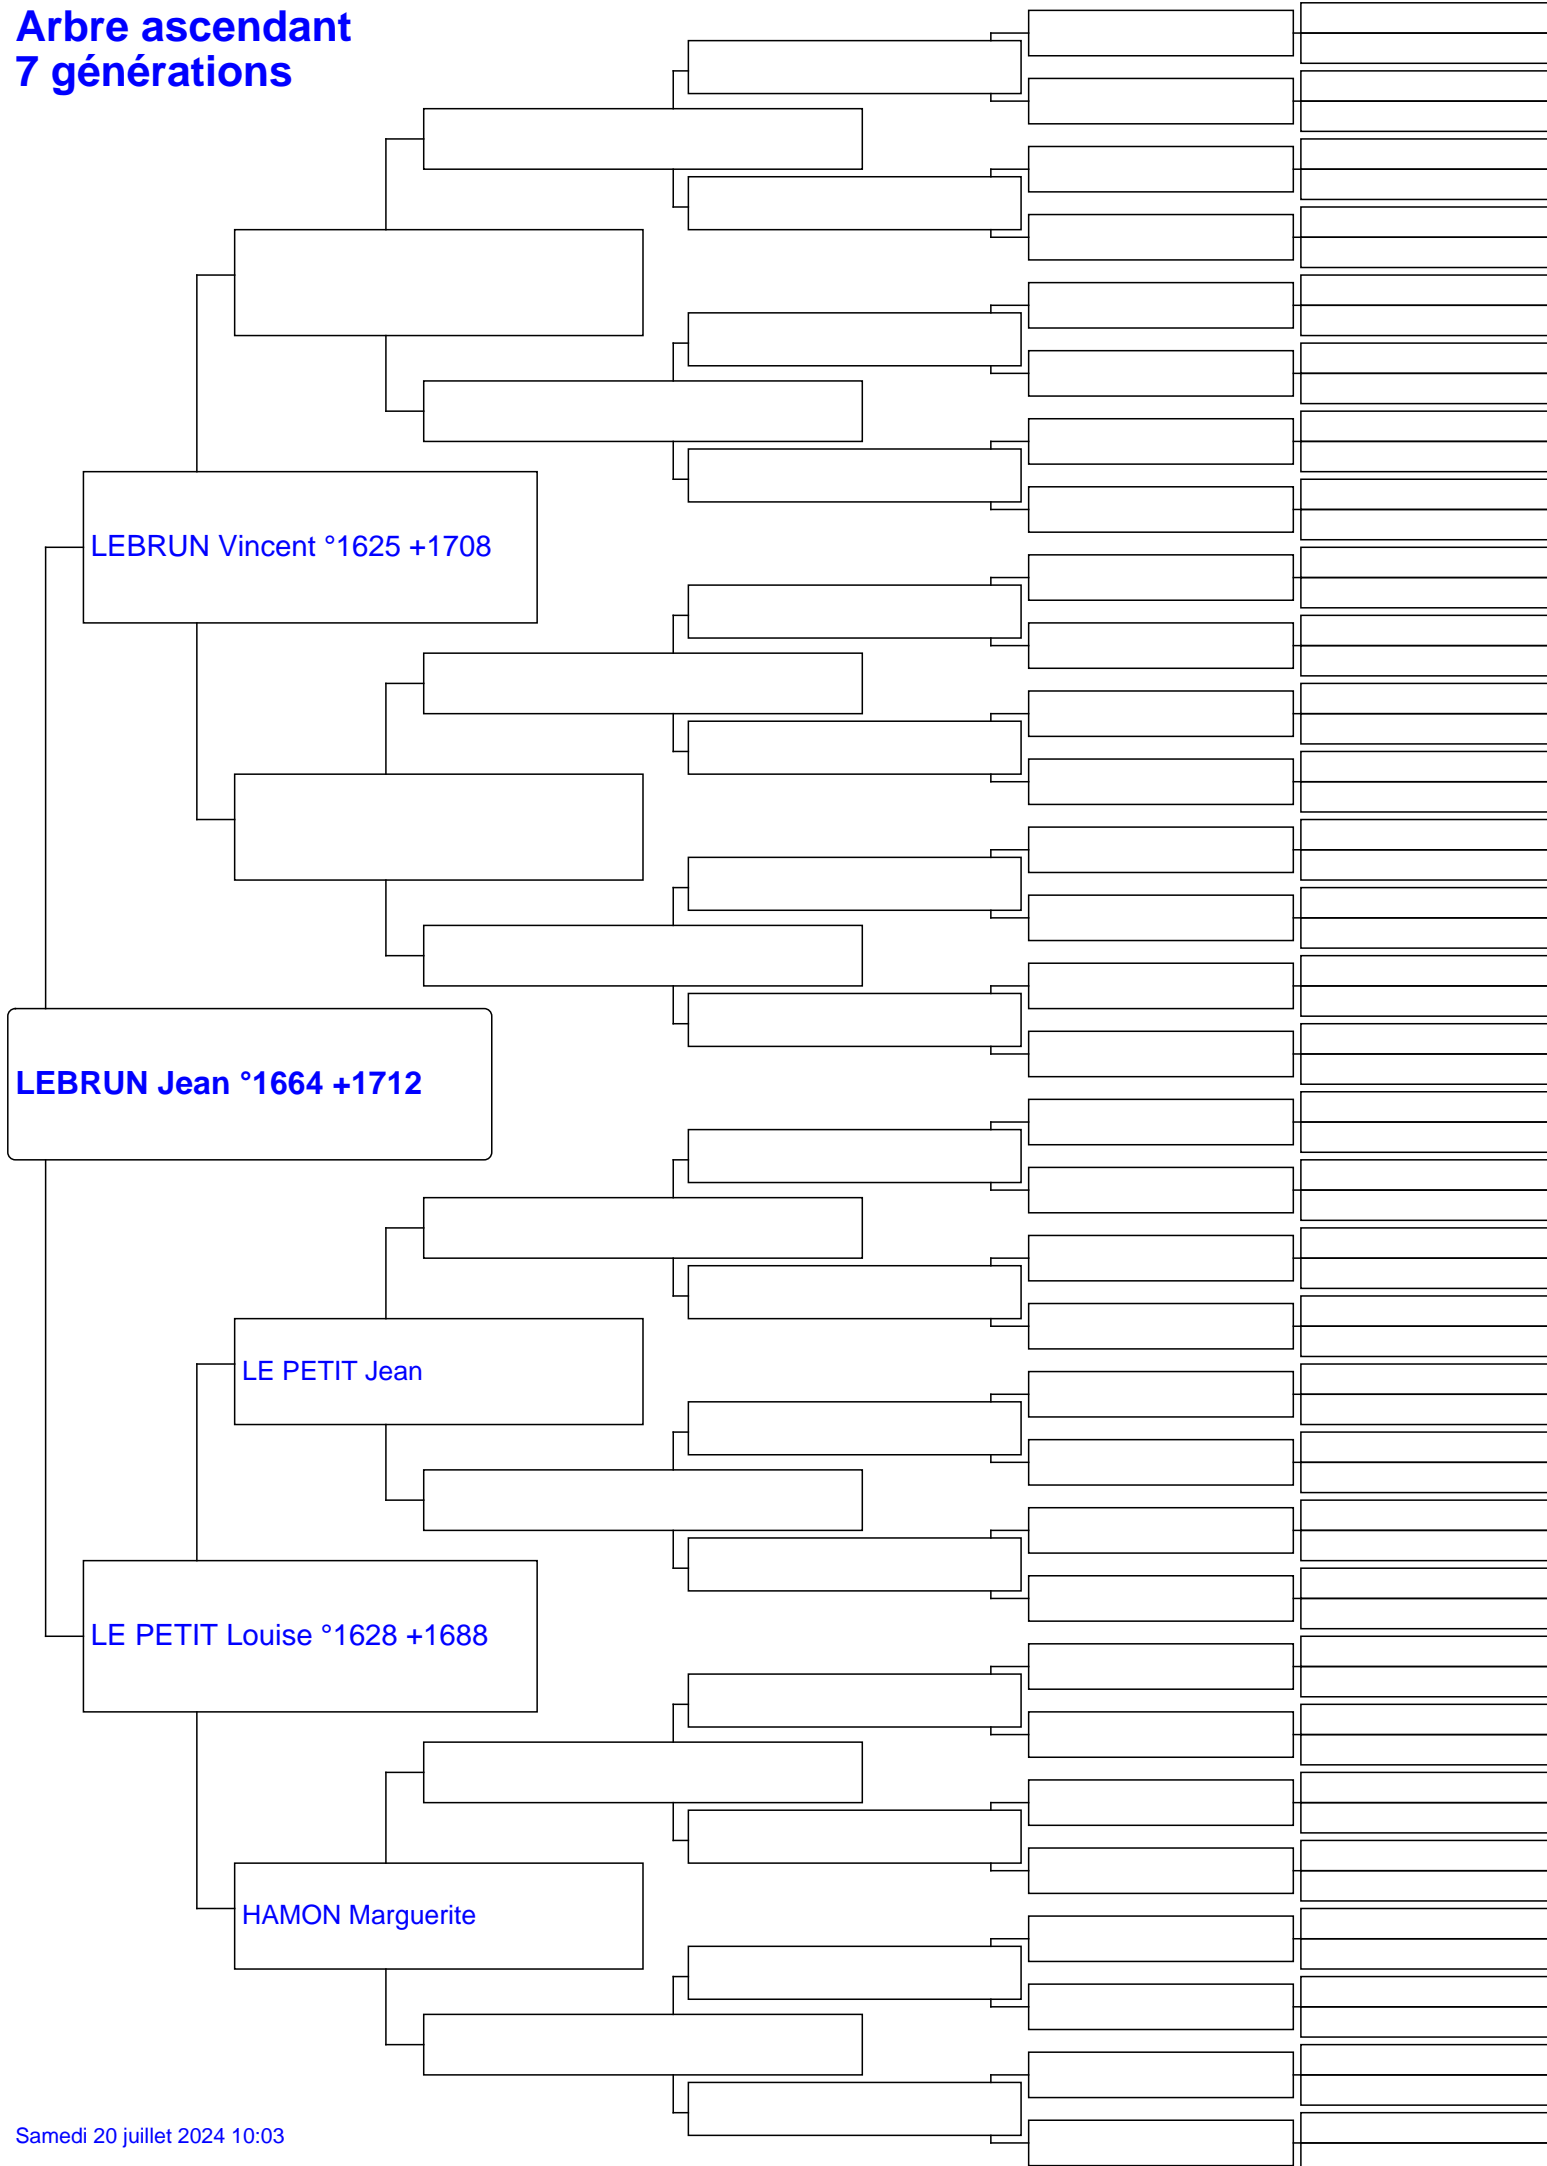 Arbre ascendant
7 générations
LEBRUN Vincent °1625 +1708
LEBRUN Jean °1664 +1712
LE PETIT Jean
LE PETIT Louise °1628 +1688
HAMON Marguerite
Samedi 20 juillet 2024 10:03